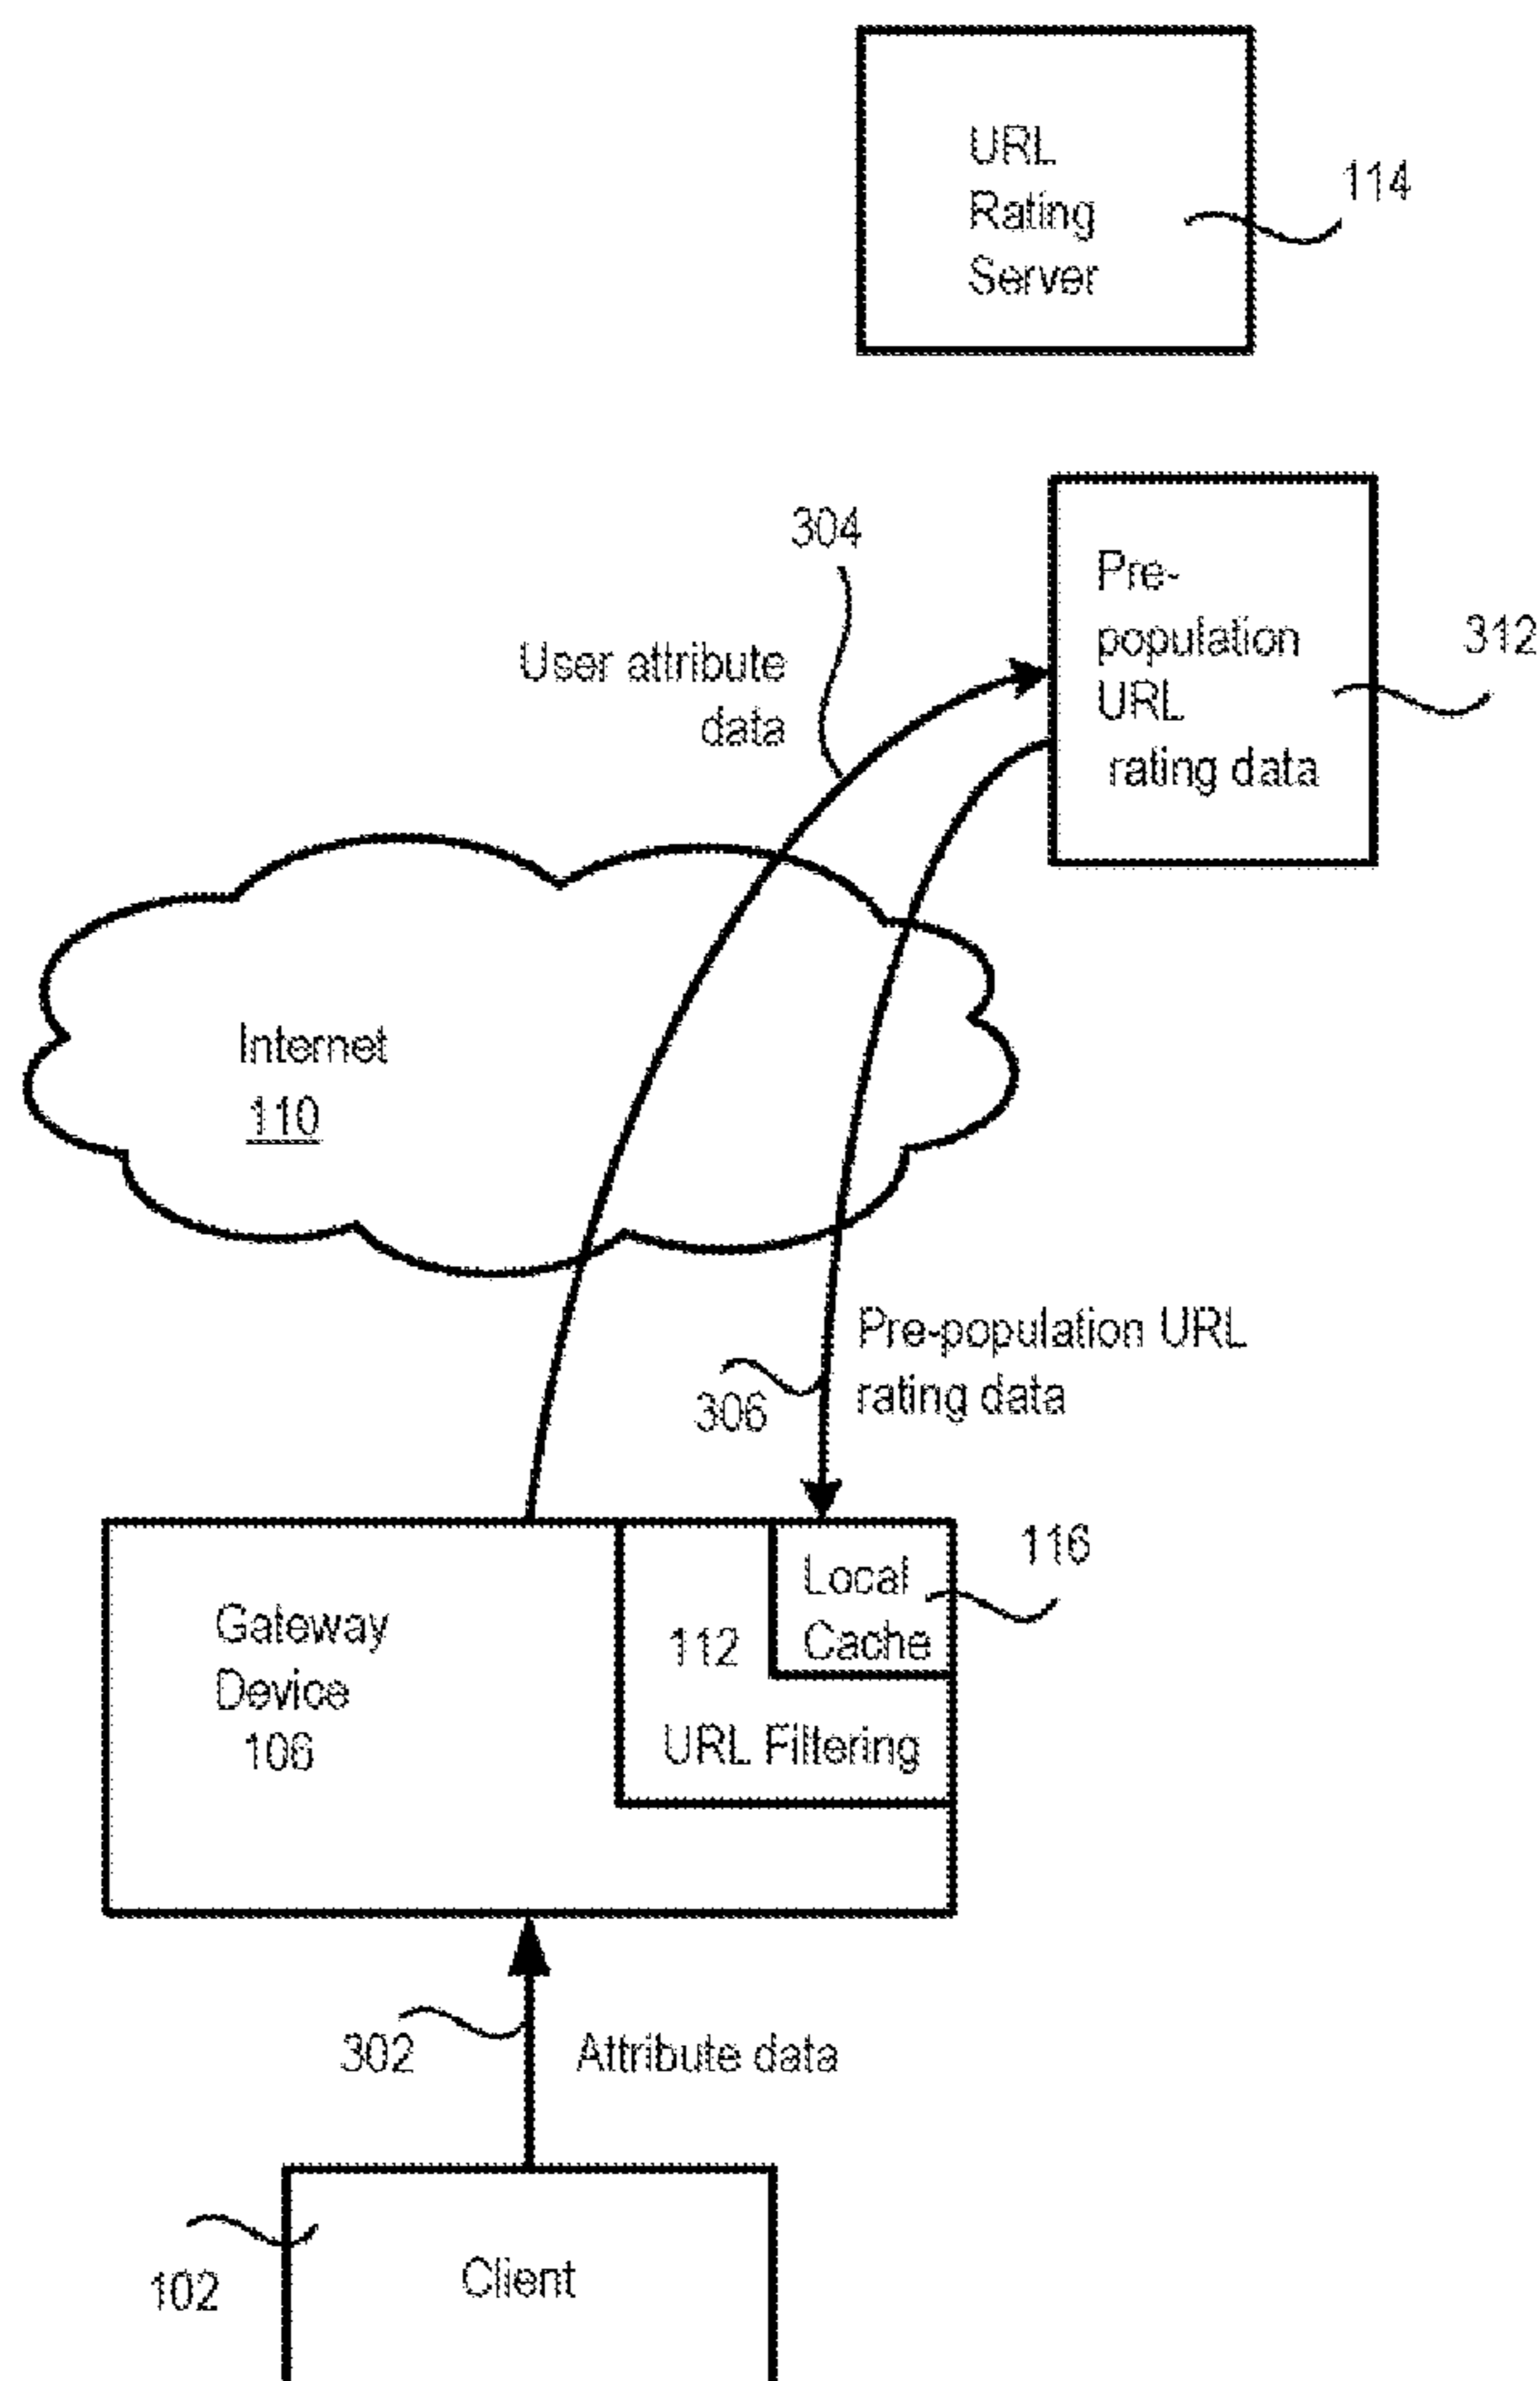 URL
Rating
Server
114
304
Pre-
population
URL
rating data
312
User attribute
data
Internet
110
Pre-population URL
rating data
306
Local
Cache
116
Gateway
Device
106
112
URL Filtering
302
Attribute data
102
Client